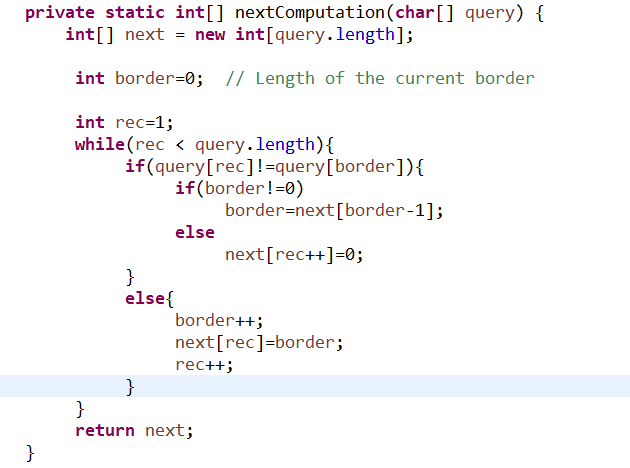 private static int[] nextComputation(char[] query) {
int[] next = new int[query.length];
int border=0;  // Length of the current border
int rec=1;
while(rec < query.length){
if(query[rec]!=query[border]){
if(border!=0)
border=next[border-1];
else
next[rec++]=0;
}
else{
border++;
next[rec]=border;
rec++;
}
}
return next;
}